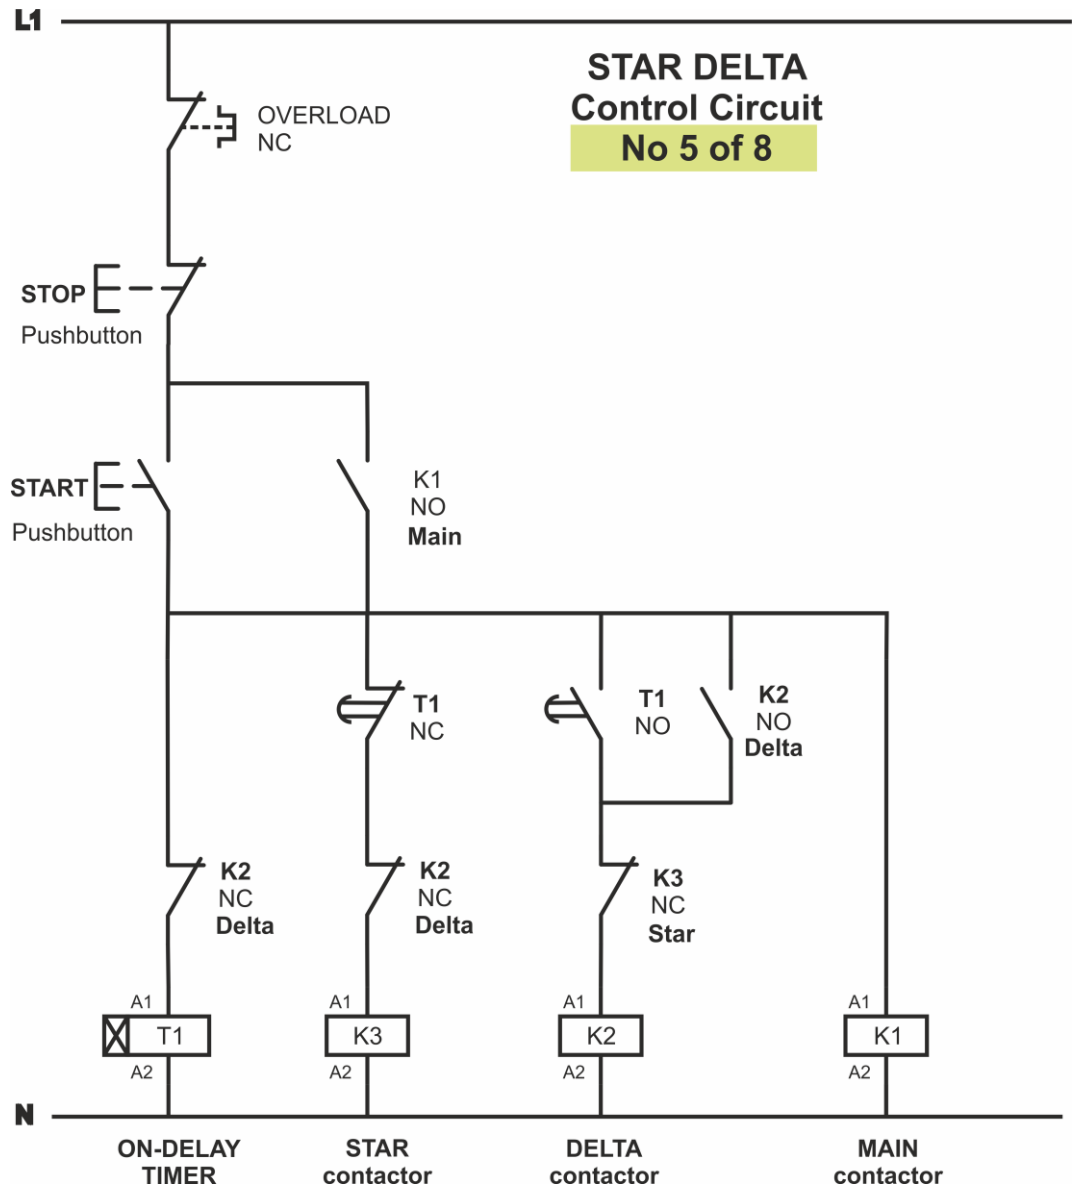 L1
STAR DELTA
Control Circuit
No 5 of 8
OVERLOAD
NC
STOP
Pushbutton
START
Pushbutton
K1
NO
Main
T1
NC
T1
NO
K2
NO
Delta
K2
NC
Delta
K2
NC
Delta
K3
NC
Star
A1
A1
A1
A1
T1
K3
K2
K1
A2
A2
A2
A2
N
ON-DELAY
TIMER
STAR
contactor
DELTA
contactor
MAIN
contactor